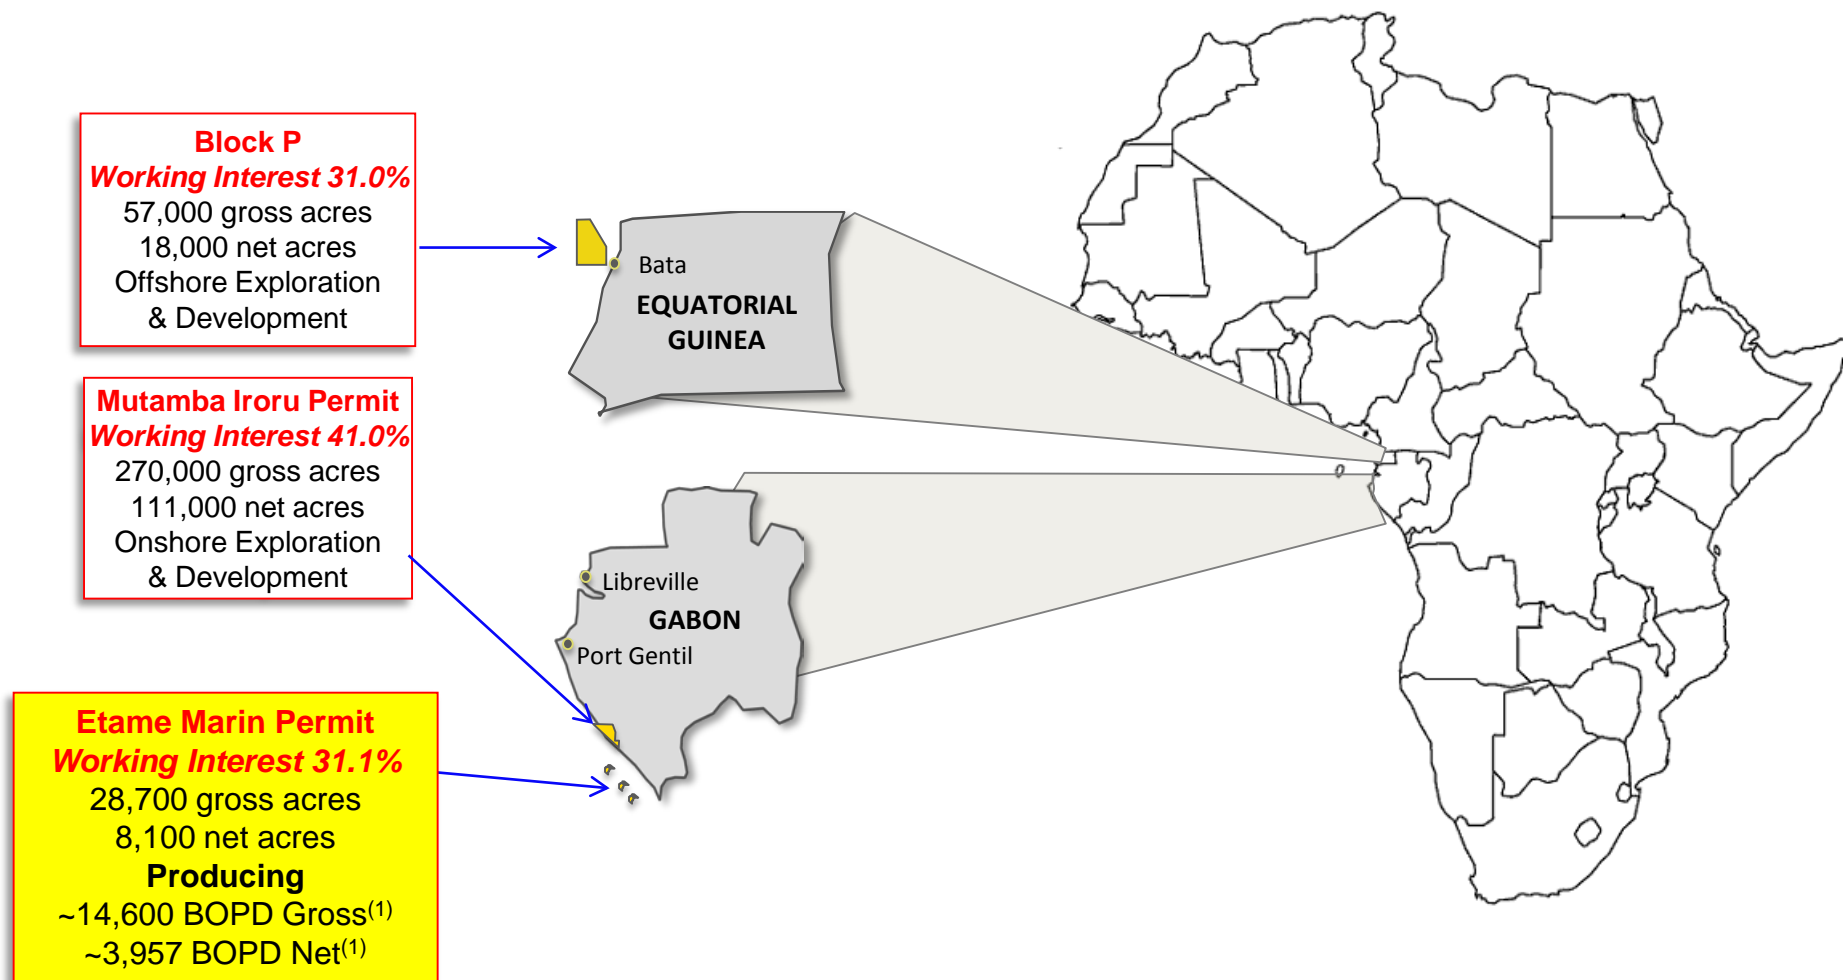 Block P
Working Interest 31.0%
57,000 gross acres
18,000 net acres
Offshore Exploration
& Development
Mutamba Iroru Permit
Working Interest 41.0%
270,000 gross acres
111,000 net acres
Onshore Exploration
& Development
Etame Marin Permit
Working Interest 31.1%
28,700 gross acres
8,100 net acres
Producing
~14,600 BOPD Gross(1)
~3,957 BOPD Net(1)
Bata
EQUATORIAL
GUINEA
Libreville
GABON
Port Gentil